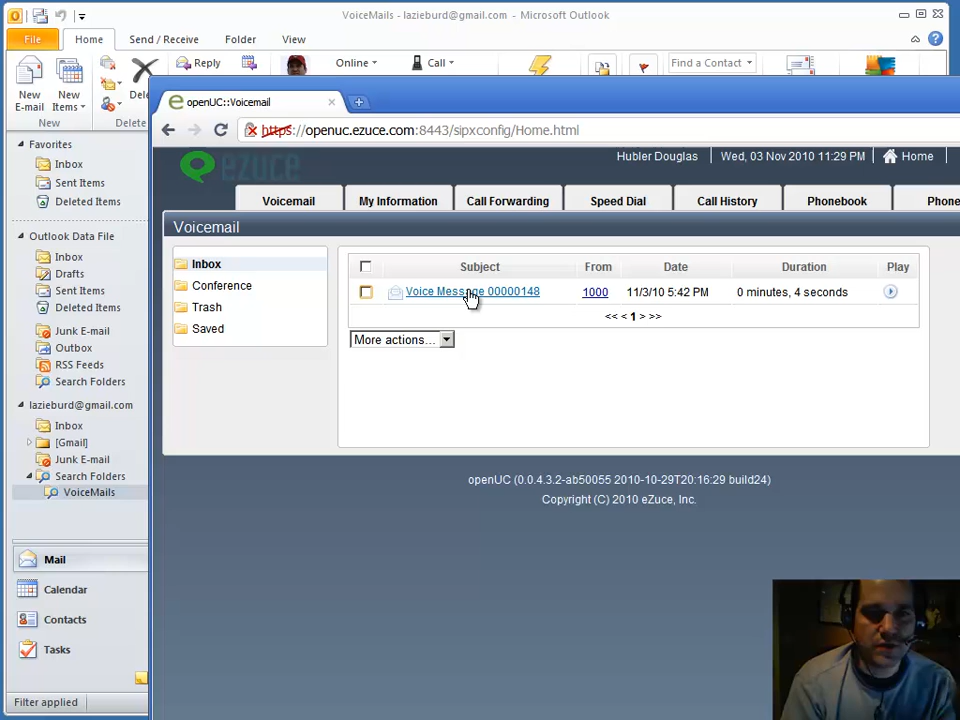 VoiceMails - lazieburd@gmail.com - Microsoft Outlook
File Home Send / Receive Folder View
Reply Online Call Find a Contact
New E-mail
New Items
New Delete
openUC::Voicemail
https://openuc.ezuce.com:8443/sipxconfig/Home.html
ezuce
Hubler Douglas Wed, 03 Nov 2010 11:29 PM Home
Voicemail My Information Call Forwarding Speed Dial Call History Phonebook Phone
Voicemail
Inbox
Conference
Trash
Saved
Subject From Date Duration Play
Voice Message 00000148 1000 11/3/10 5:42 PM 0 minutes, 4 seconds
<< < 1 > >>
More actions...
openUC (0.0.4.3.2-ab50055 2010-10-29T20:16:29 build24)
Copyright (C) 2010 eZuce, Inc.
Favorites
Inbox
Sent Items
Deleted Items
Outlook Data File
Inbox
Drafts
Sent Items
Deleted Items
Junk E-mail
Outbox
RSS Feeds
Search Folders
lazieburd@gmail.com
Inbox
[Gmail]
Junk E-mail
Search Folders
VoiceMails
Mail
Calendar
Contacts
Tasks
Filter applied